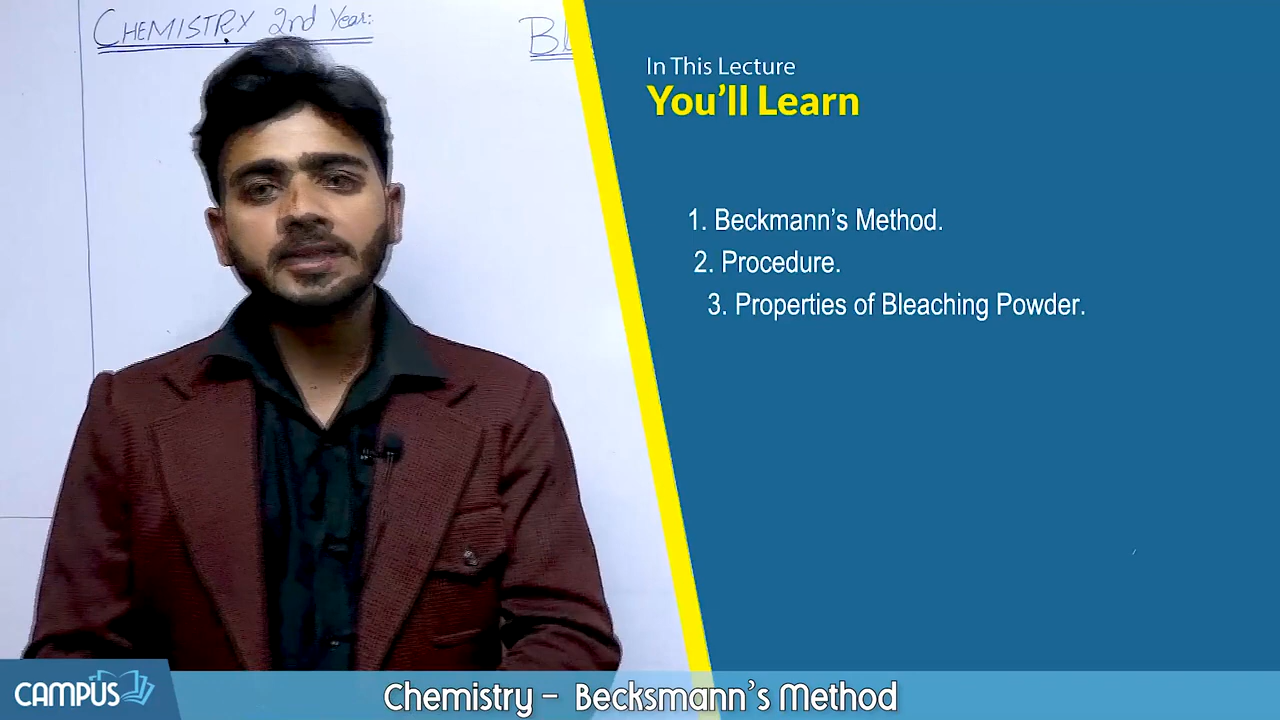 CHEMISTRY 2nd Year:
In This Lecture
You'll Learn
1. Beckmann's Method.
2. Procedure.
3. Properties of Bleaching Powder.
CAMPUS
Chemistry - Becksmann's Method